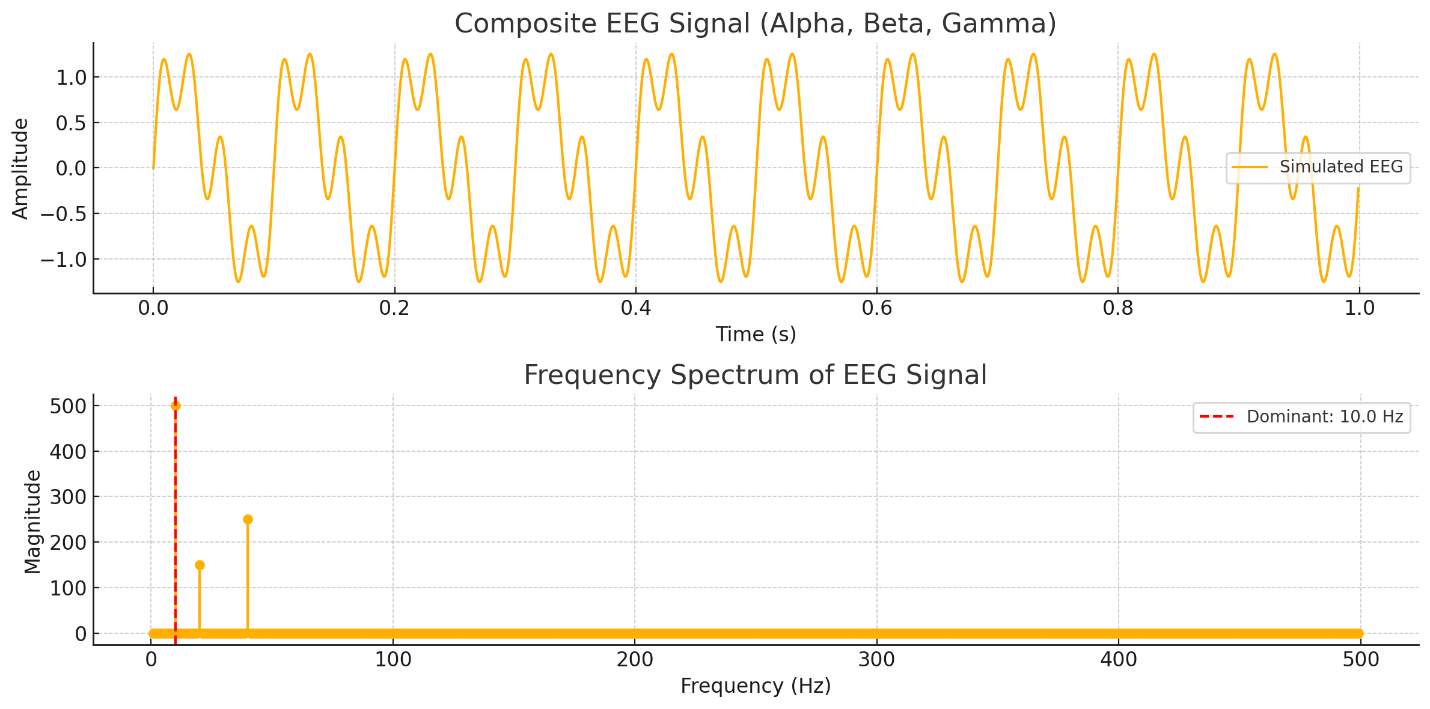 Composite EEG Signal (Alpha, Beta, Gamma)
Amplitude
1.0
0.5
0.0
−0.5
−1.0
Simulated EEG
0.0 0.2 0.4 0.6 0.8 1.0
Time (s)
Frequency Spectrum of EEG Signal
Magnitude
500
400
300
200
100
0
Dominant: 10.0 Hz
0 100 200 300 400 500
Frequency (Hz)